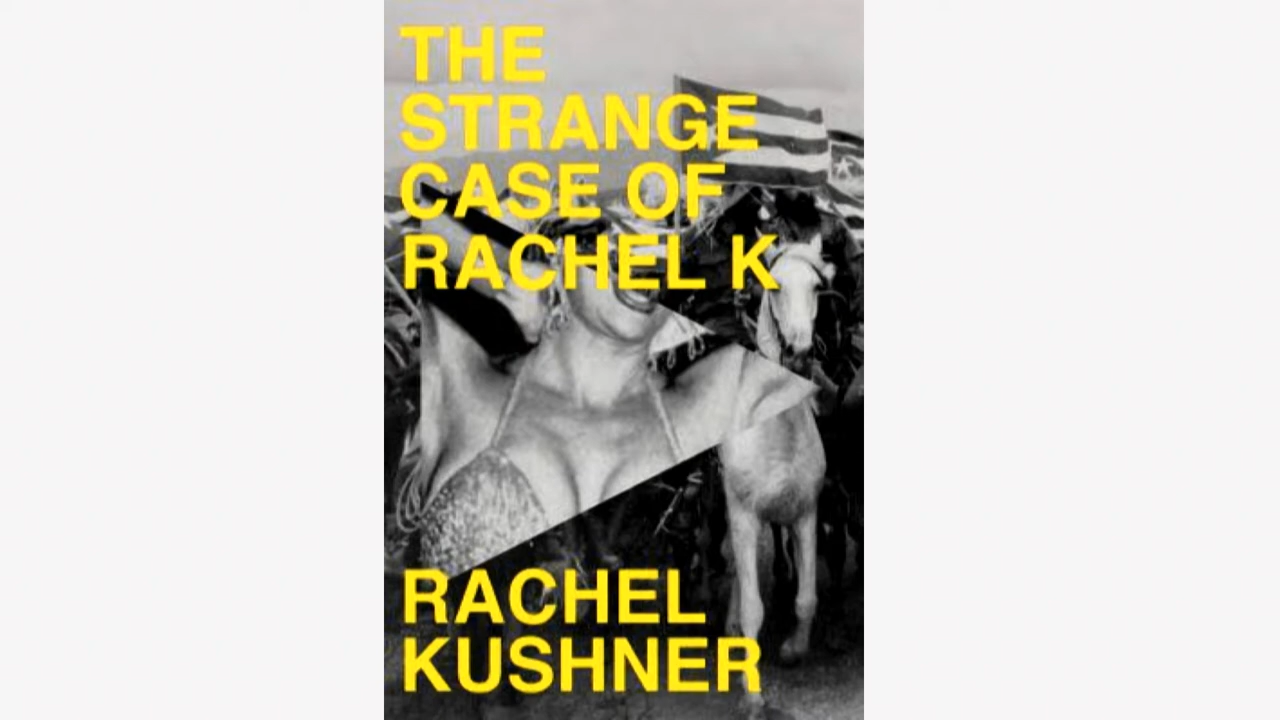 THE
STRANGE
CASE OF
RACHEL K
RACHEL
KUSHNER